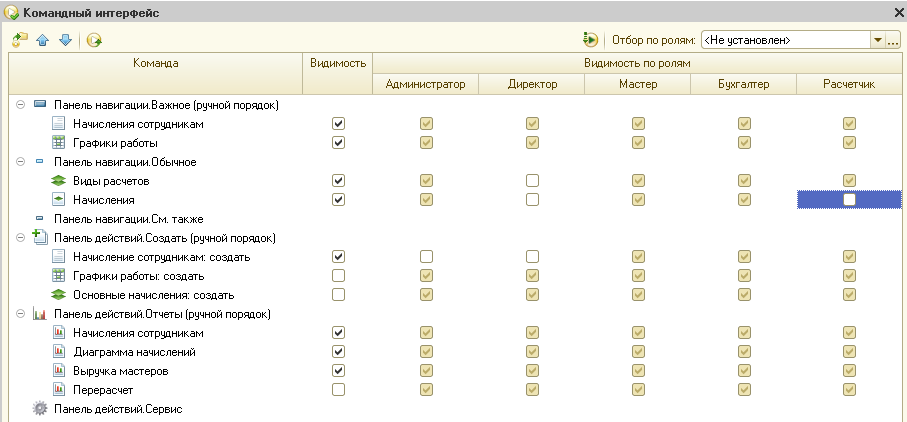 Командный интерфейс
Отбор по ролям: <Не установлен>
Команда Видимость Видимость по ролям
Администратор Директор Мастер Бухгалтер Расчетчик
Панель навигации.Важное (ручной порядок)
Начисления сотрудникам
Графики работы
Панель навигации.Обычное
Виды расчетов
Начисления
Панель навигации.См. также
Панель действий.Создать (ручной порядок)
Начисление сотрудникам: создать
Графики работы: создать
Основные начисления: создать
Панель действий.Отчеты (ручной порядок)
Начисления сотрудникам
Диаграмма начислений
Выручка мастеров
Перерасчет
Панель действий.Сервис